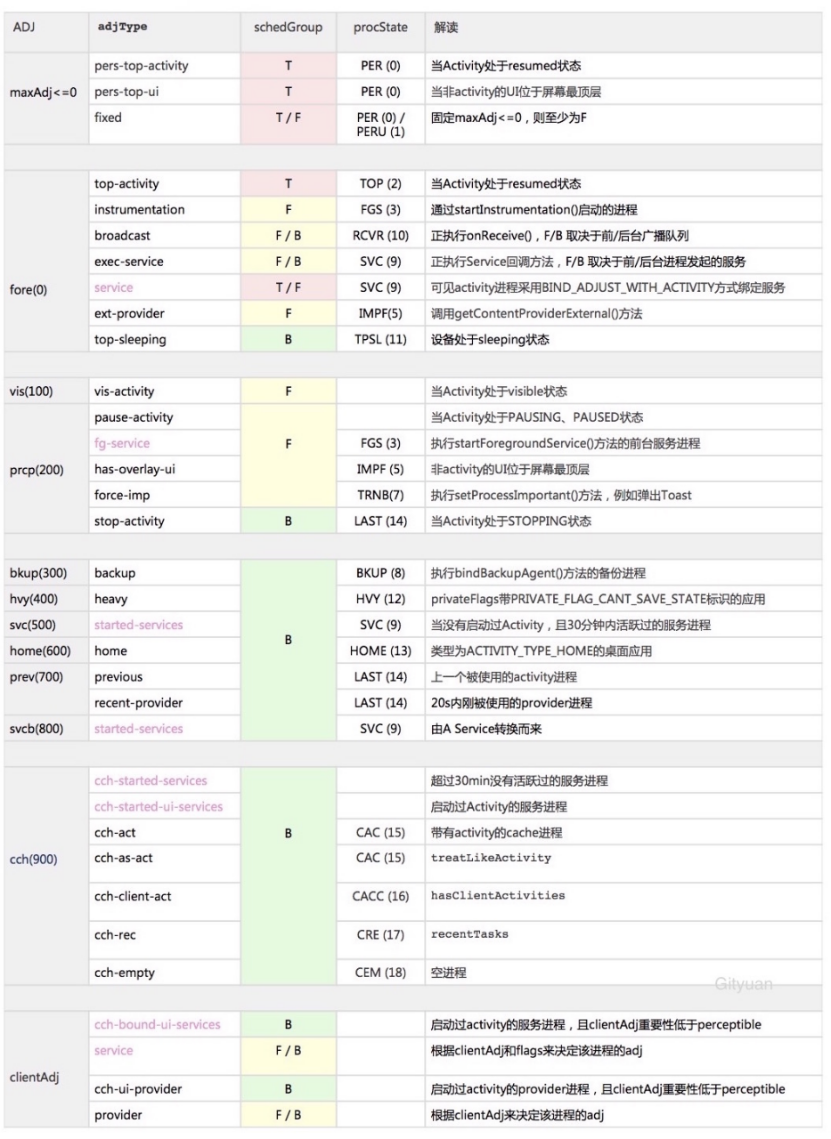 ADJ adjType schedGroup procState 解读
pers-top-activity T PER (0) 当Activity处于resumed状态
maxAdj<=0 pers-top-ui T PER (0) 当非activity的UI位于屏幕最顶层
fixed T / F PER (0) / 固定maxAdj<=0，则至少为F
PERU (1)
top-activity T TOP (2) 当Activity处于resumed状态
instrumentation F FGS (3) 通过startInstrumentation()启动的进程
broadcast F / B RCVR (10) 正执行onReceive()，F/B 取决于前/后台广播队列
exec-service F / B SVC (9) 正执行Service回调方法，F/B 取决于前/后台进程发起的服务
fore(0) service T / F SVC (9) 可见activity进程采用BIND_ADJUST_WITH_ACTIVITY方式绑定服务
ext-provider F IMPF(5) 调用getContentProviderExternal()方法
top-sleeping B TPSL (11) 设备处于sleeping状态
vis(100) vis-activity F 当Activity处于visible状态
pause-activity 当Activity处于PAUSING、PAUSED状态
fg-service F FGS (3) 执行startForegroundService()方法的前台服务进程
prcp(200) has-overlay-ui IMPF (5) 非activity的UI位于屏幕最顶层
force-imp TRNB(7) 执行setProcessImportant()方法，例如弹出Toast
stop-activity B LAST (14) 当Activity处于STOPPING状态
bkup(300) backup BKUP (8) 执行bindBackupAgent()方法的备份进程
hvy(400) heavy HVY (12) privateFlags带PRIVATE_FLAG_CANT_SAVE_STATE标识的应用
svc(500) started-services SVC (9) 当没有启动过Activity，且30分钟内活跃过的服务进程
home(600) home B HOME (13) 类型为ACTIVITY_TYPE_HOME的桌面应用
prev(700) previous LAST (14) 上一个被使用的activity进程
recent-provider LAST (14) 20s内刚被使用的provider进程
svcb(800) started-services SVC (9) 由A Service转换而来
cch-started-services 超过30min没有活跃过的服务进程
cch-started-ui-services 启动过Activity的服务进程
cch-act B CAC (15) 带有activity的cache进程
cch(900) cch-as-act CAC (15) treatLikeActivity
cch-client-act CACC (16) hasClientActivities
cch-rec CRE (17) recentTasks
cch-empty CEM (18) 空进程
Gityuan
cch-bound-ui-services B 启动过activity的服务进程，且clientAdj重要性低于perceptible
service F / B 根据clientAdj和flags来决定该进程的adj
clientAdj
cch-ui-provider B 启动过activity的provider进程，且clientAdj重要性低于perceptible
provider F / B 根据clientAdj来决定该进程的adj